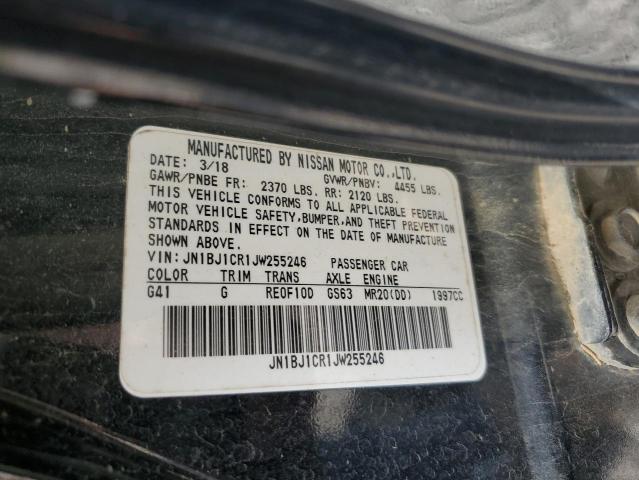 MANUFACTURED BY NISSAN MOTOR CO.,LTD.
DATE: 3/18 GVWR/PNBV: 4455 LBS.
GAWR/PNBE FR: 2370 LBS. RR: 2120 LBS.
THIS VEHICLE CONFORMS TO ALL APPLICABLE FEDERAL
MOTOR VEHICLE SAFETY,BUMPER,AND THEFT PREVENTION
STANDARDS IN EFFECT ON THE DATE OF MANUFACTURE
SHOWN ABOVE.
VIN:JN1BJ1CR1JW255246 PASSENGER CAR
COLOR TRIM TRANS AXLE ENGINE
G41 G RE0F10D GS63 MR20(DD) 1997CC
JN1BJ1CR1JW255246